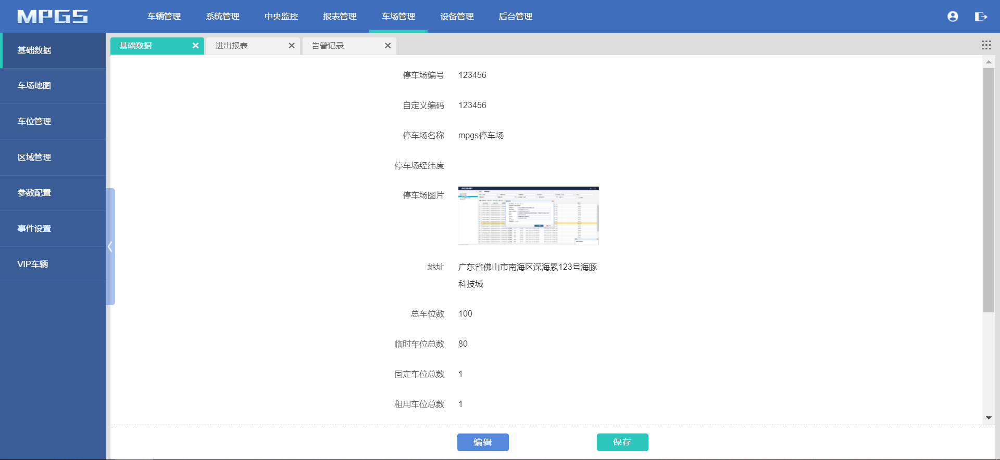 MPGS
车辆管理 系统管理 中央监控 报表管理 车场管理 设备管理 后台管理
基础数据
车场地图
车位管理
区域管理
参数配置
事件设置
VIP车辆
基础数据 进出报表 告警记录
停车场编号 123456
自定义编码 123456
停车场名称 mpgs停车场
停车场经纬度
停车场图片
地址 广东省佛山市南海区深海累123号海豚
科技城
总车位数 100
临时车位总数 80
固定车位总数 1
租用车位总数 1
编辑 保存